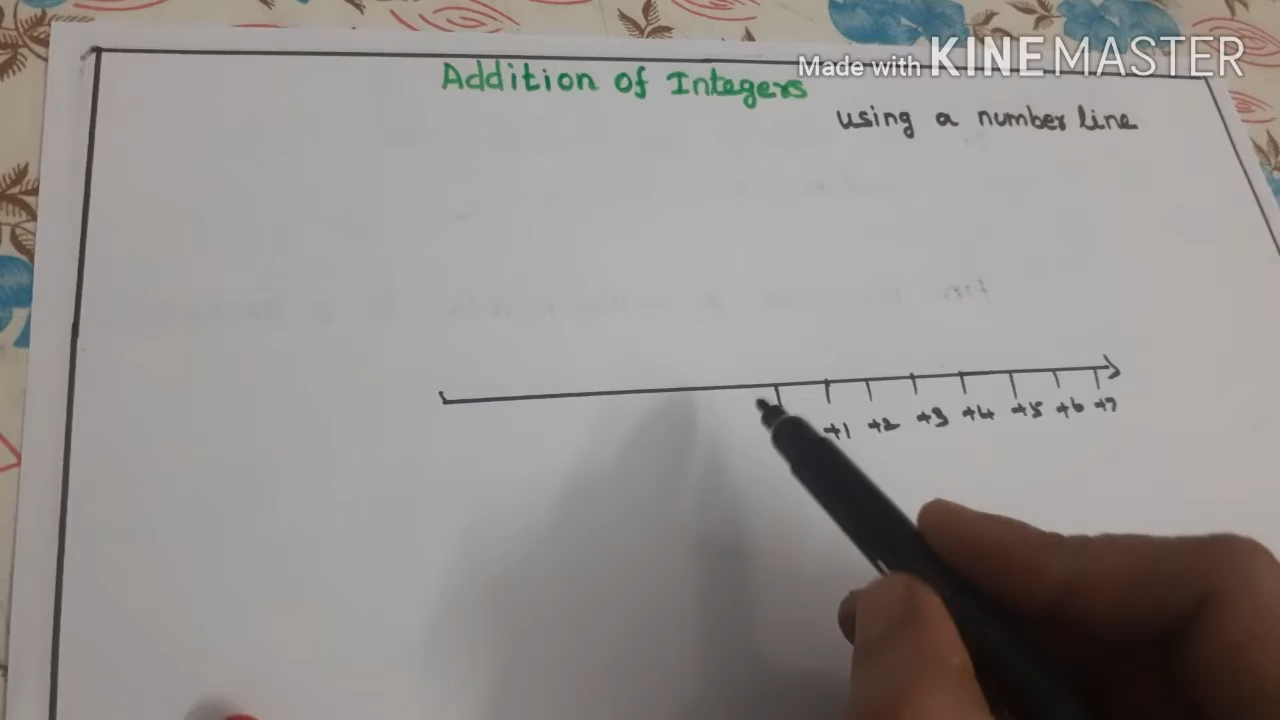 Made with KINEMASTER
Addition of Integers
using a number line
+1 +2 +3 +4 +5 +6 +7